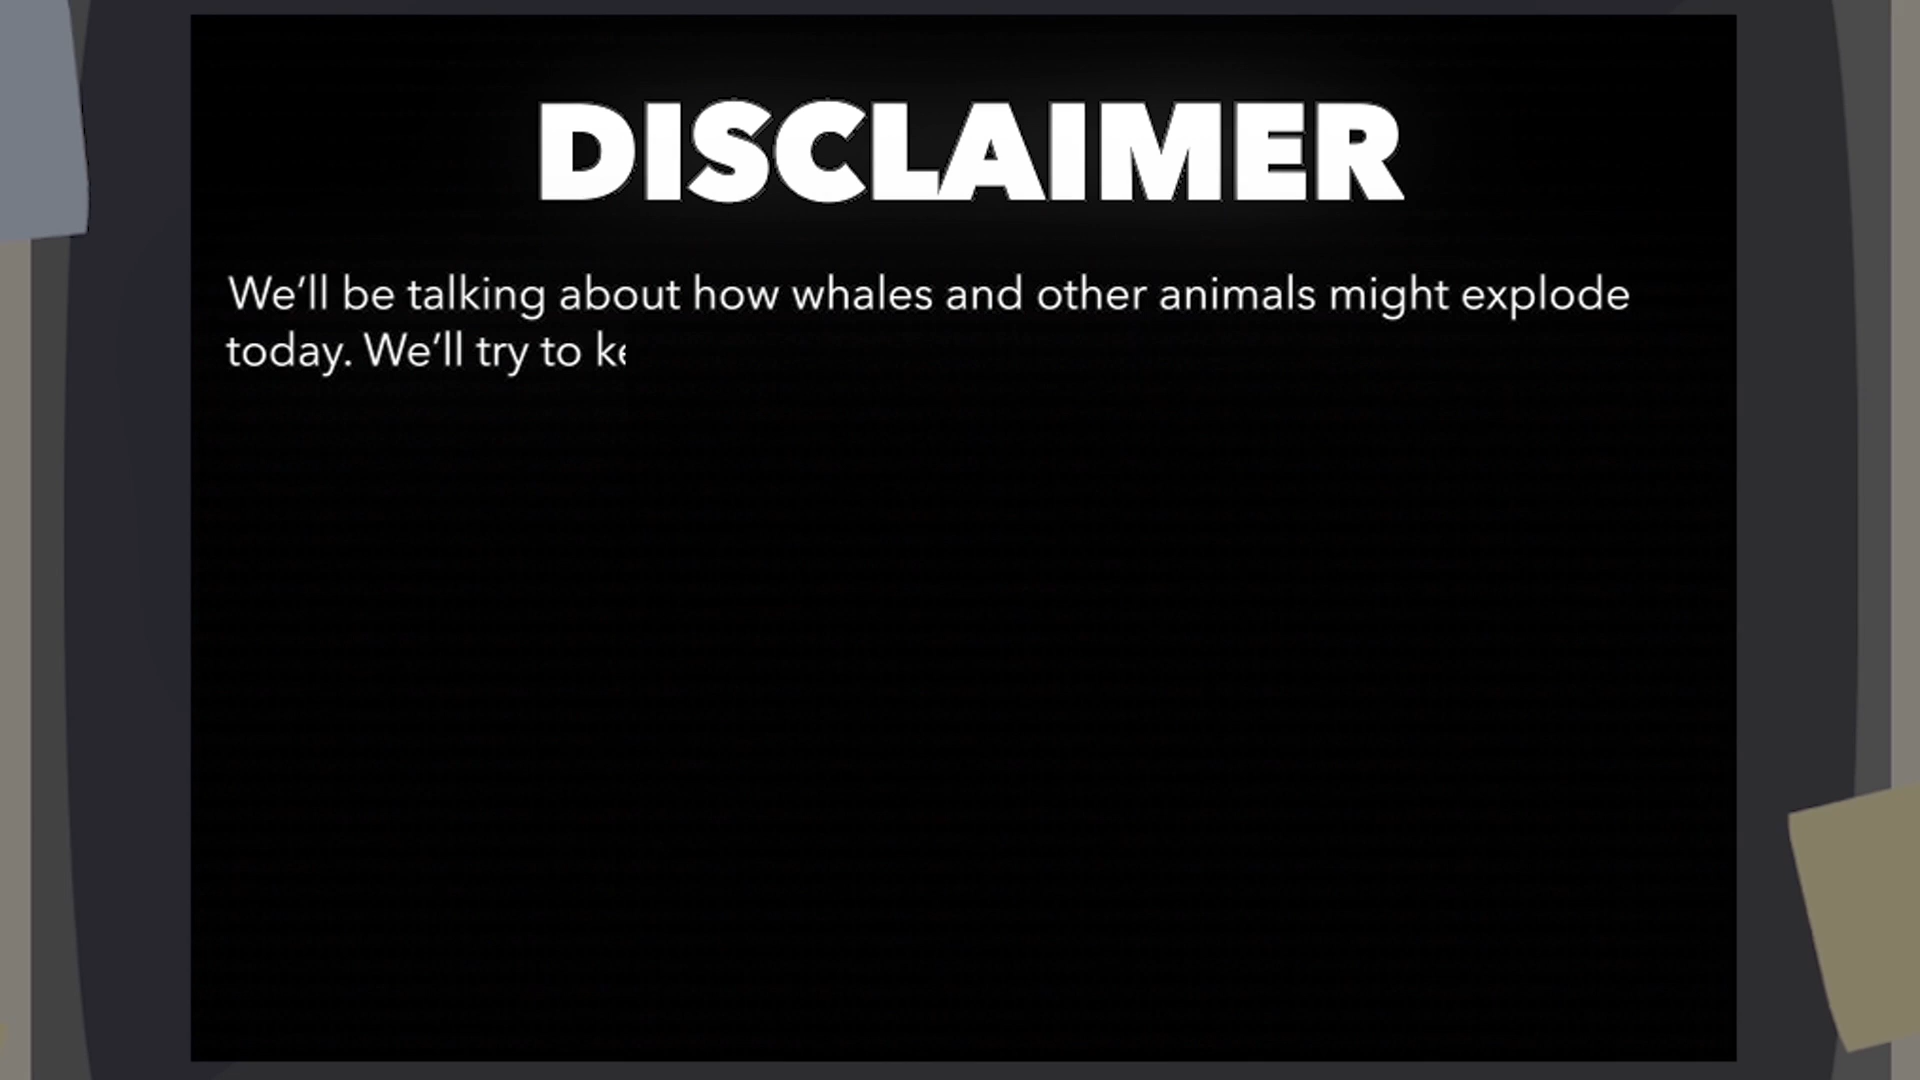 DISCLAIMER
We’ll be talking about how whales and other animals might explode
today. We’ll try to